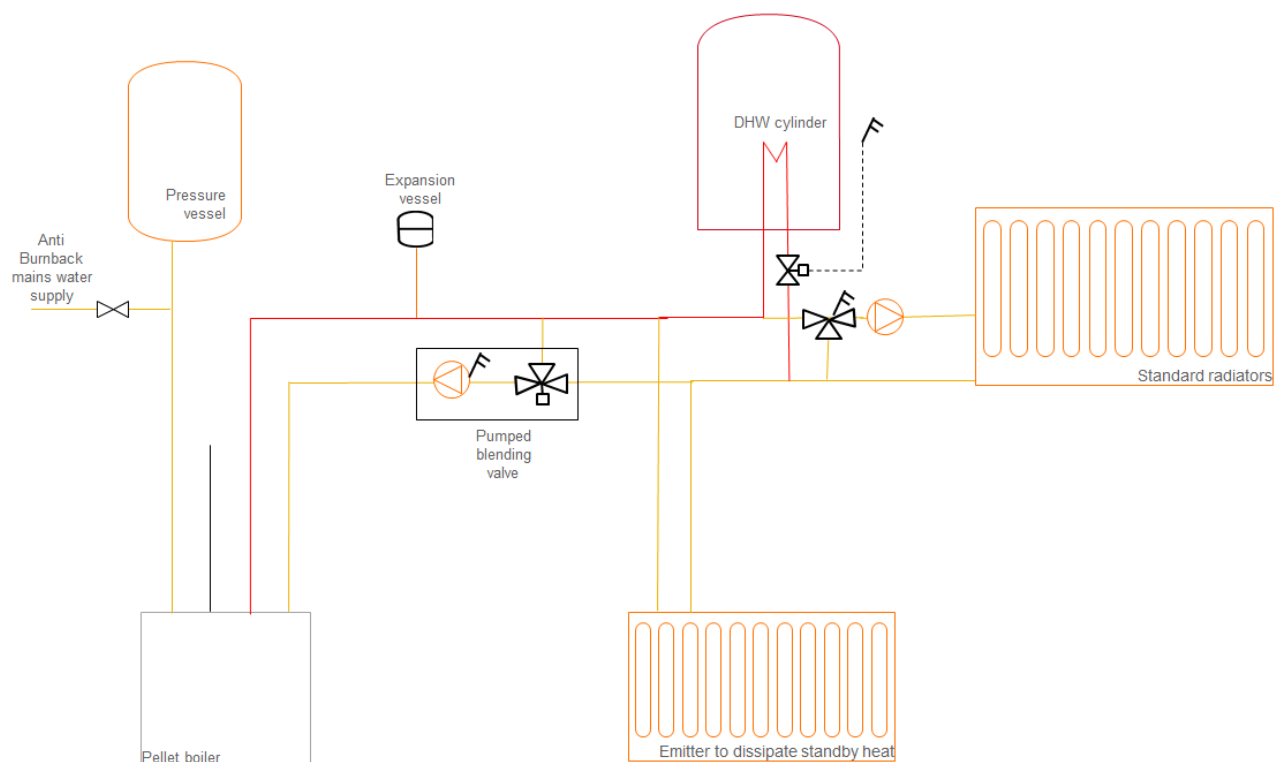 DHW cylinder
Expansion
vessel
Pressure
vessel
Anti
Burnback
mains water
supply
Standard radiators
Pumped
blending
valve
Emitter to dissipate standby heat
Pellet boiler